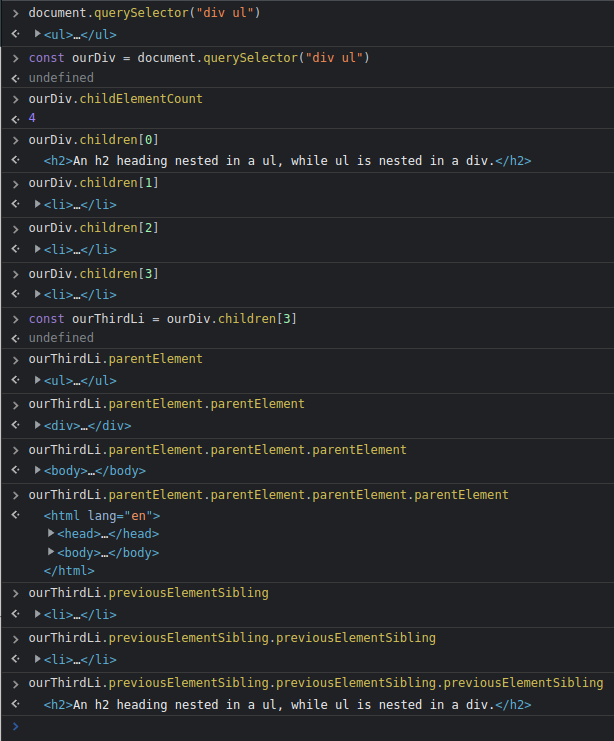 document.querySelector("div ul")
<ul>…</ul>
const ourDiv = document.querySelector("div ul")
undefined
ourDiv.childElementCount
4
ourDiv.children[0]
<h2>An h2 heading nested in a ul, while ul is nested in a div.</h2>
ourDiv.children[1]
<li>…</li>
ourDiv.children[2]
<li>…</li>
ourDiv.children[3]
<li>…</li>
const ourThirdLi = ourDiv.children[3]
undefined
ourThirdLi.parentElement
<ul>…</ul>
ourThirdLi.parentElement.parentElement
<div>…</div>
ourThirdLi.parentElement.parentElement.parentElement
<body>…</body>
ourThirdLi.parentElement.parentElement.parentElement.parentElement
<html lang="en">
<head>…</head>
<body>…</body>
</html>
ourThirdLi.previousElementSibling
<li>…</li>
ourThirdLi.previousElementSibling.previousElementSibling
<li>…</li>
ourThirdLi.previousElementSibling.previousElementSibling.previousElementSibling
<h2>An h2 heading nested in a ul, while ul is nested in a div.</h2>